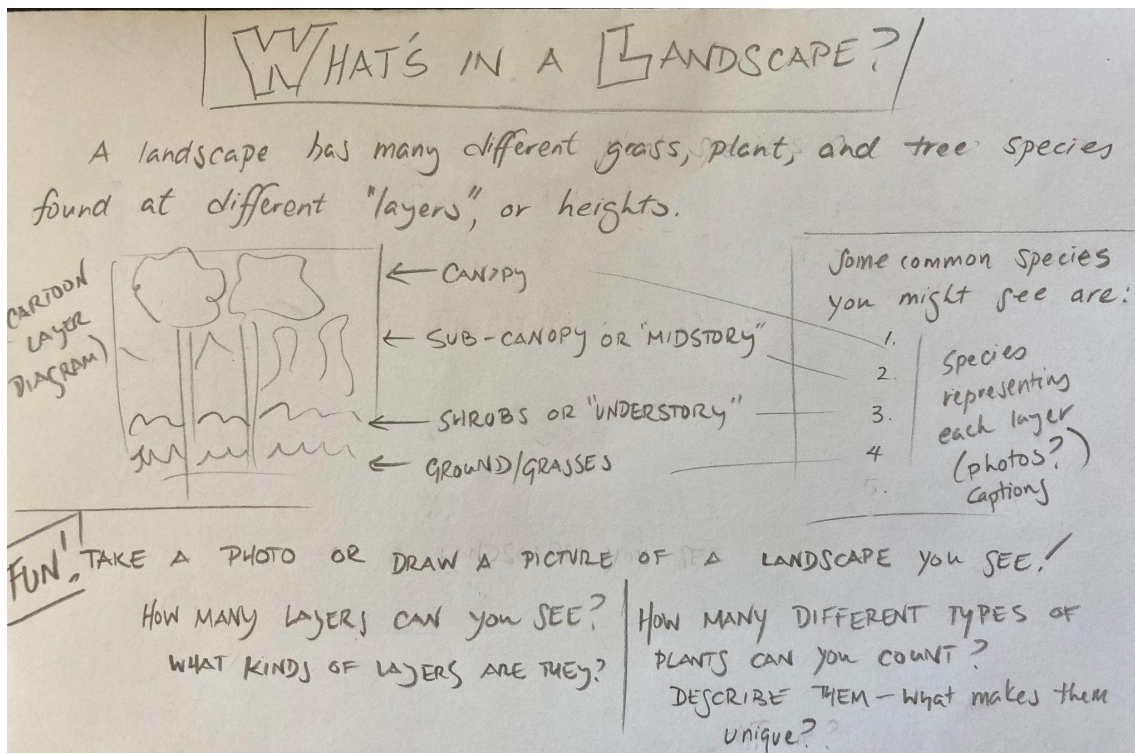 WHAT'S IN A LANDSCAPE?
A landscape has many different grass, plant, and tree species
found at different "layers", or heights.
CARTOON
LAYER
DIAGRAM)
← CANOPY
← SUB-CANOPY OR "MIDSTORY"
← SHRUBS OR "UNDERSTORY"
← GROUND/GRASSES
Some common species
you might see are:
1.
2.
3.
4
5.
Species
representing
each layer
(photos?)
Captions
FUN! TAKE A PHOTO OR DRAW A PICTURE OF A LANDSCAPE YOU SEE!
HOW MANY LAYERS CAN YOU SEE?
WHAT KINDS OF LAYERS ARE THEY?
HOW MANY DIFFERENT TYPES OF
PLANTS CAN YOU COUNT?
DESCRIBE THEM – what makes them
unique?